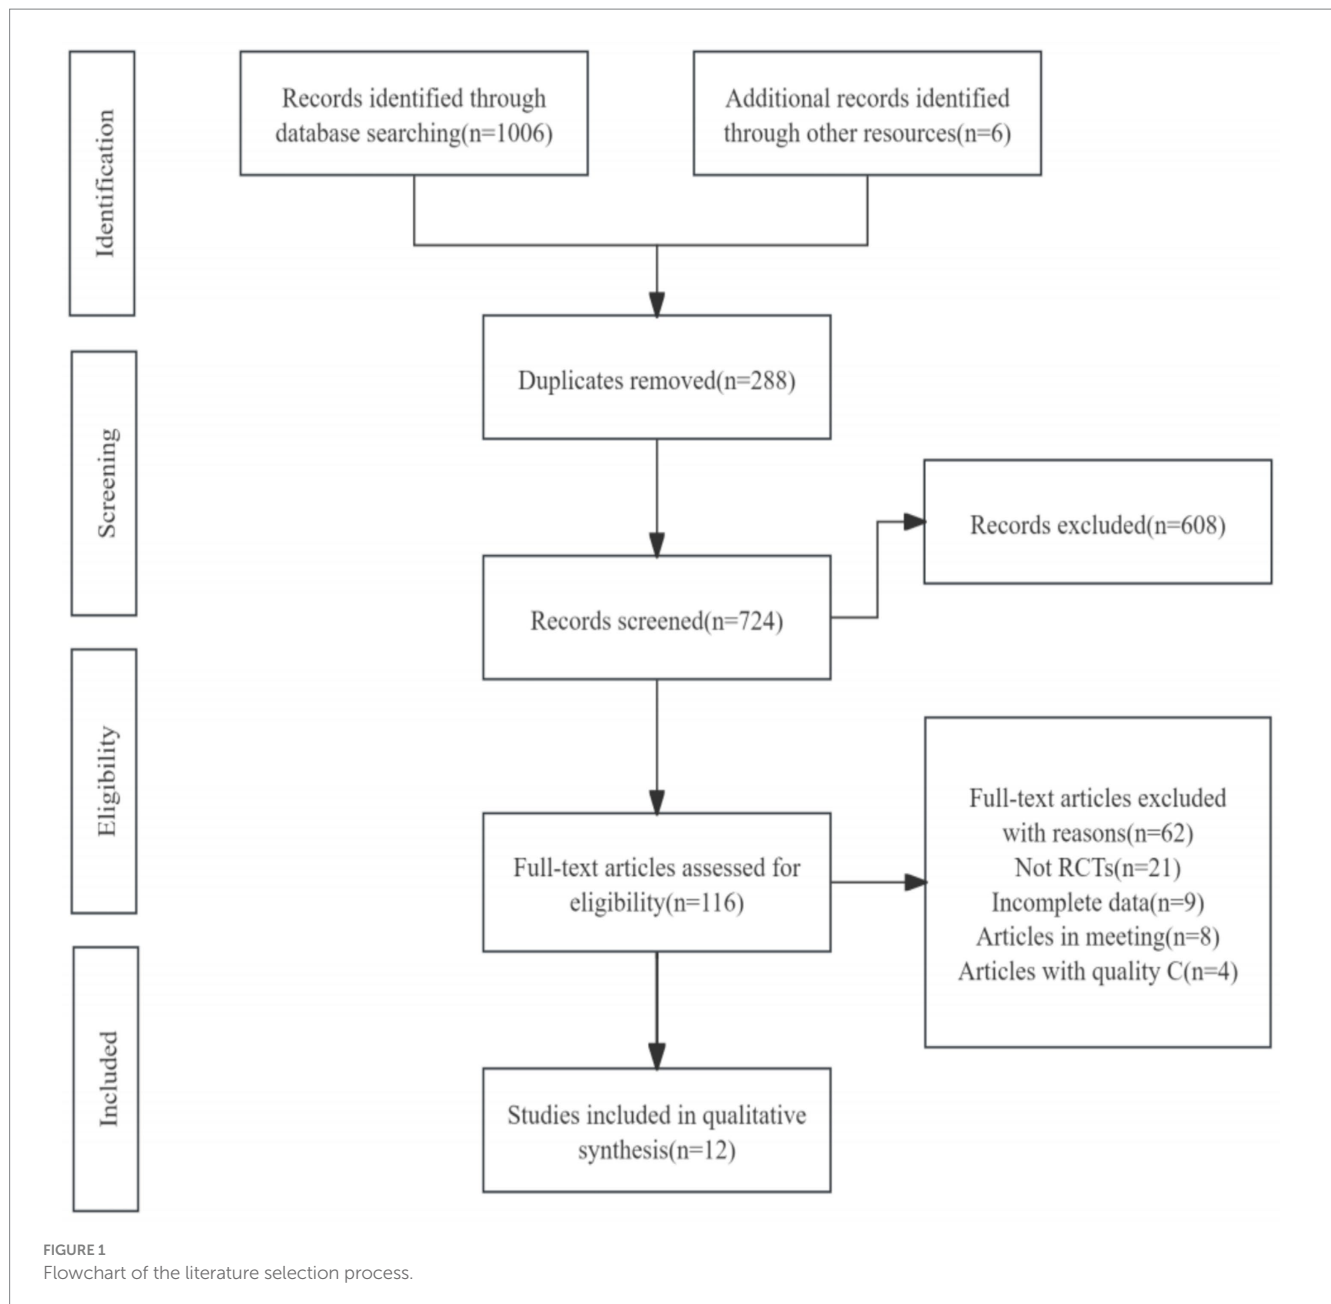 Identification
Records identified through
database searching(n=1006)
Additional records identified
through other resources(n=6)
Duplicates removed(n=288)
Screening
Records excluded(n=608)
Records screened(n=724)
Eligibility
Full-text articles assessed for
eligibility(n=116)
Full-text articles excluded
with reasons(n=62)
Not RCTs(n=21)
Incomplete data(n=9)
Articles in meeting(n=8)
Articles with quality C(n=4)
Included
Studies included in qualitative
synthesis(n=12)
FIGURE 1
Flowchart of the literature selection process.